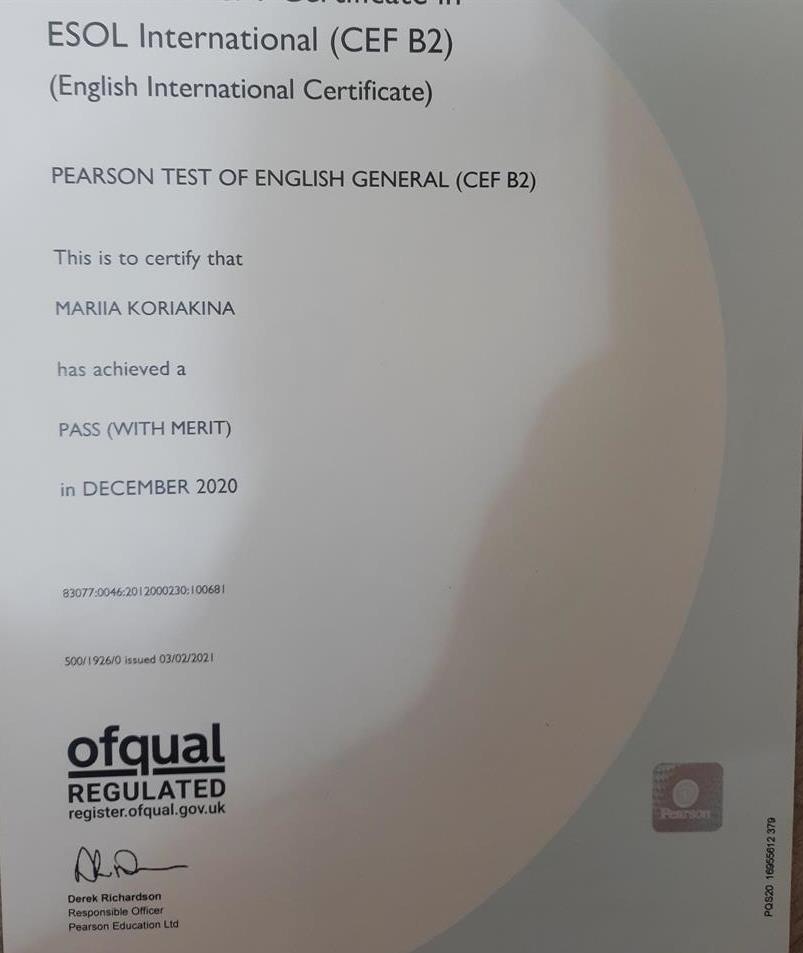 ESOL International (CEF B2)
(English International Certificate)
PEARSON TEST OF ENGLISH GENERAL (CEF B2)
This is to certify that
MARIIA KORIAKINA
has achieved a
PASS (WITH MERIT)
in DECEMBER 2020
83077:0046:2012000230:100681
500/1926/0 issued 03/02/2021
ofqual
REGULATED
register.ofqual.gov.uk
Derek Richardson
Responsible Officer
Pearson Education Ltd
Pearson
PQS20 16955612 379